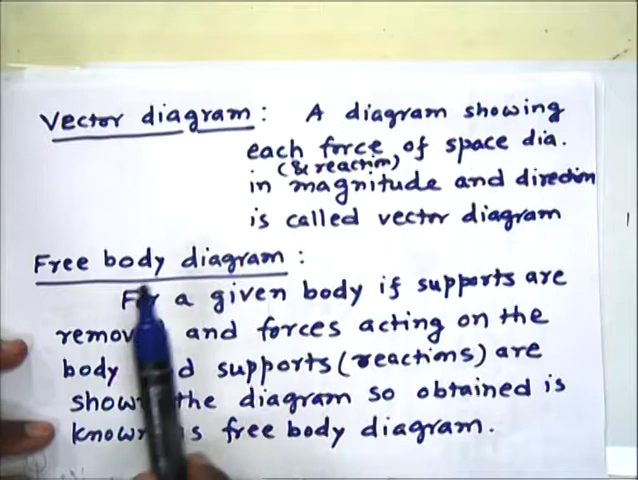 Vector diagram : A diagram showing
each force of space dia.
(& reaction)
in magnitude and direction
is called vector diagram
Free body diagram :
a given body if supports are
and forces acting on the
body supports (reactions) are
the diagram so obtained is
free body diagram.